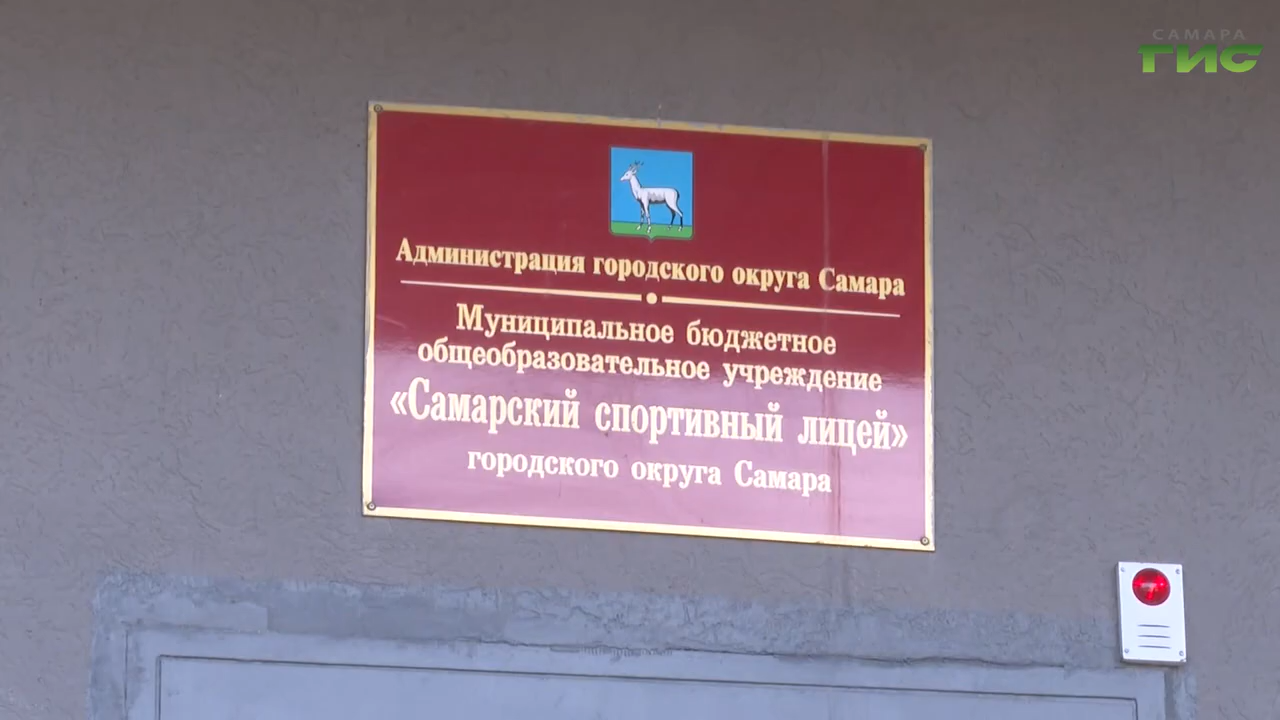 САМАРА
ГИС
Администрация городского округа Самара
Муниципальное бюджетное
общеобразовательное учреждение
«Самарский спортивный лицей»
городского округа Самара